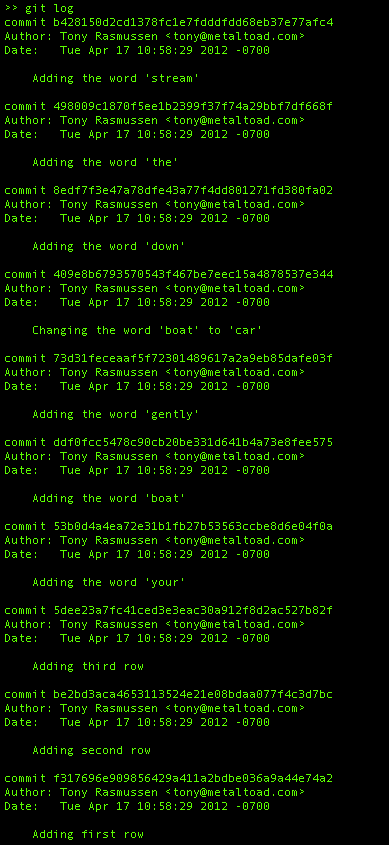 >> git log
commit b428150d2cd1378fc1e7fdddfdd68eb37e77afc4
Author: Tony Rasmussen <tony@metaltoad.com>
Date:   Tue Apr 17 10:58:29 2012 -0700
Adding the word 'stream'
commit 498009c1870f5ee1b2399f37f74a29bbf7df668f
Author: Tony Rasmussen <tony@metaltoad.com>
Date:   Tue Apr 17 10:58:29 2012 -0700
Adding the word 'the'
commit 8edf7f3e47a78dfe43a77f4dd801271fd380fa02
Author: Tony Rasmussen <tony@metaltoad.com>
Date:   Tue Apr 17 10:58:29 2012 -0700
Adding the word 'down'
commit 409e8b6793570543f467be7eec15a4878537e344
Author: Tony Rasmussen <tony@metaltoad.com>
Date:   Tue Apr 17 10:58:29 2012 -0700
Changing the word 'boat' to 'car'
commit 73d31feceaaf5f72301489617a2a9eb85dafe03f
Author: Tony Rasmussen <tony@metaltoad.com>
Date:   Tue Apr 17 10:58:29 2012 -0700
Adding the word 'gently'
commit ddf0fcc5478c90cb20be331d641b4a73e8fee575
Author: Tony Rasmussen <tony@metaltoad.com>
Date:   Tue Apr 17 10:58:29 2012 -0700
Adding the word 'boat'
commit 53b0d4a4ea72e31b1fb27b53563ccbe8d6e04f0a
Author: Tony Rasmussen <tony@metaltoad.com>
Date:   Tue Apr 17 10:58:29 2012 -0700
Adding the word 'your'
commit 5dee23a7fc41ced3e3eac30a912f8d2ac527b82f
Author: Tony Rasmussen <tony@metaltoad.com>
Date:   Tue Apr 17 10:58:29 2012 -0700
Adding third row
commit be2bd3aca4653113524e21e08bdaa077f4c3d7bc
Author: Tony Rasmussen <tony@metaltoad.com>
Date:   Tue Apr 17 10:58:29 2012 -0700
Adding second row
commit f317696e909856429a411a2bdbe036a9a44e74a2
Author: Tony Rasmussen <tony@metaltoad.com>
Date:   Tue Apr 17 10:58:29 2012 -0700
Adding first row